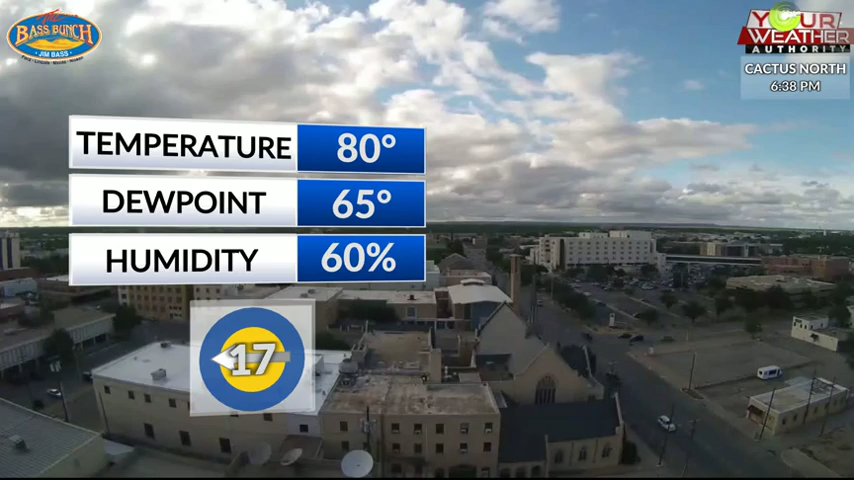 The
BASS BUNCH
JIM BASS
YOUR
WEATHER
AUTHORITY
CACTUS NORTH
6:38 PM
TEMPERATURE 80°
DEWPOINT 65°
HUMIDITY 60%
17